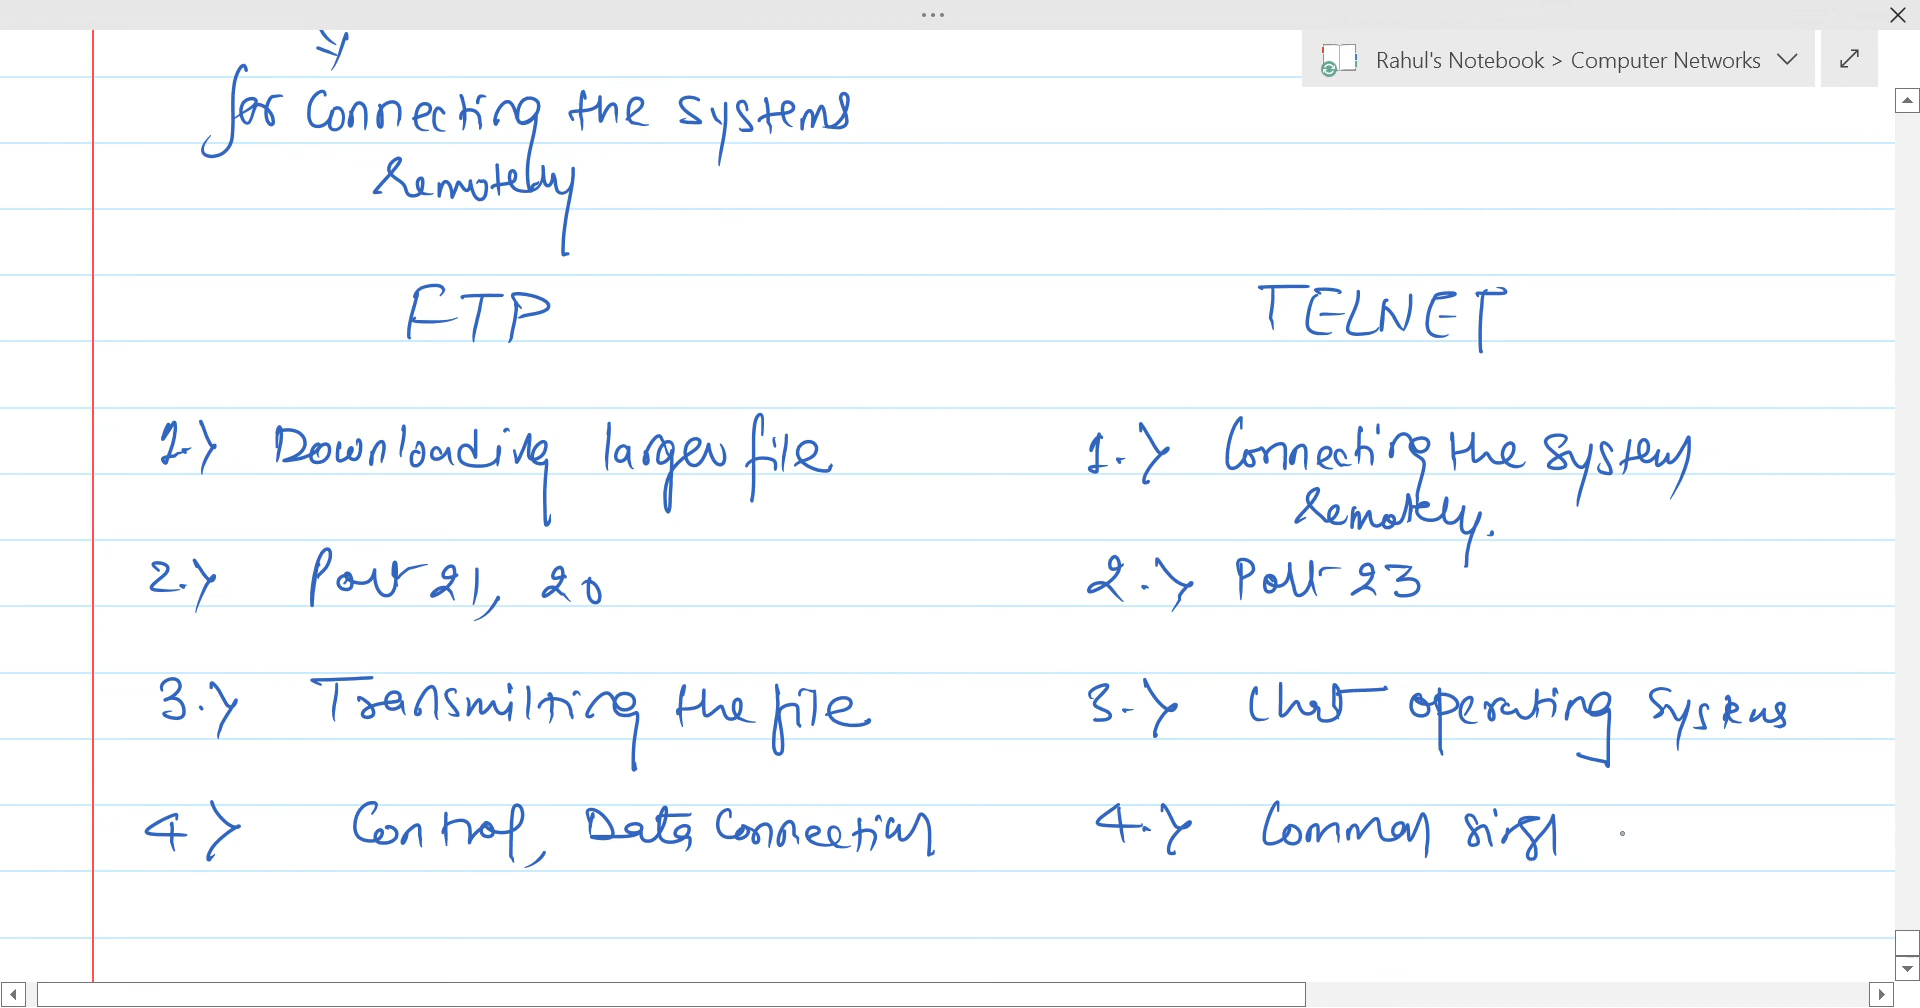 Rahul's Notebook > Computer Networks
for Connecting the systems
remotely
FTP TELNET
1.> Downloading larger file 1.> Connecting the system
remotely.
2.> Port 21, 20 2.> Port 23
3.> Transmitting the file 3.> Chat operating systems
4.> Control, Data Connection 4.> Common singl